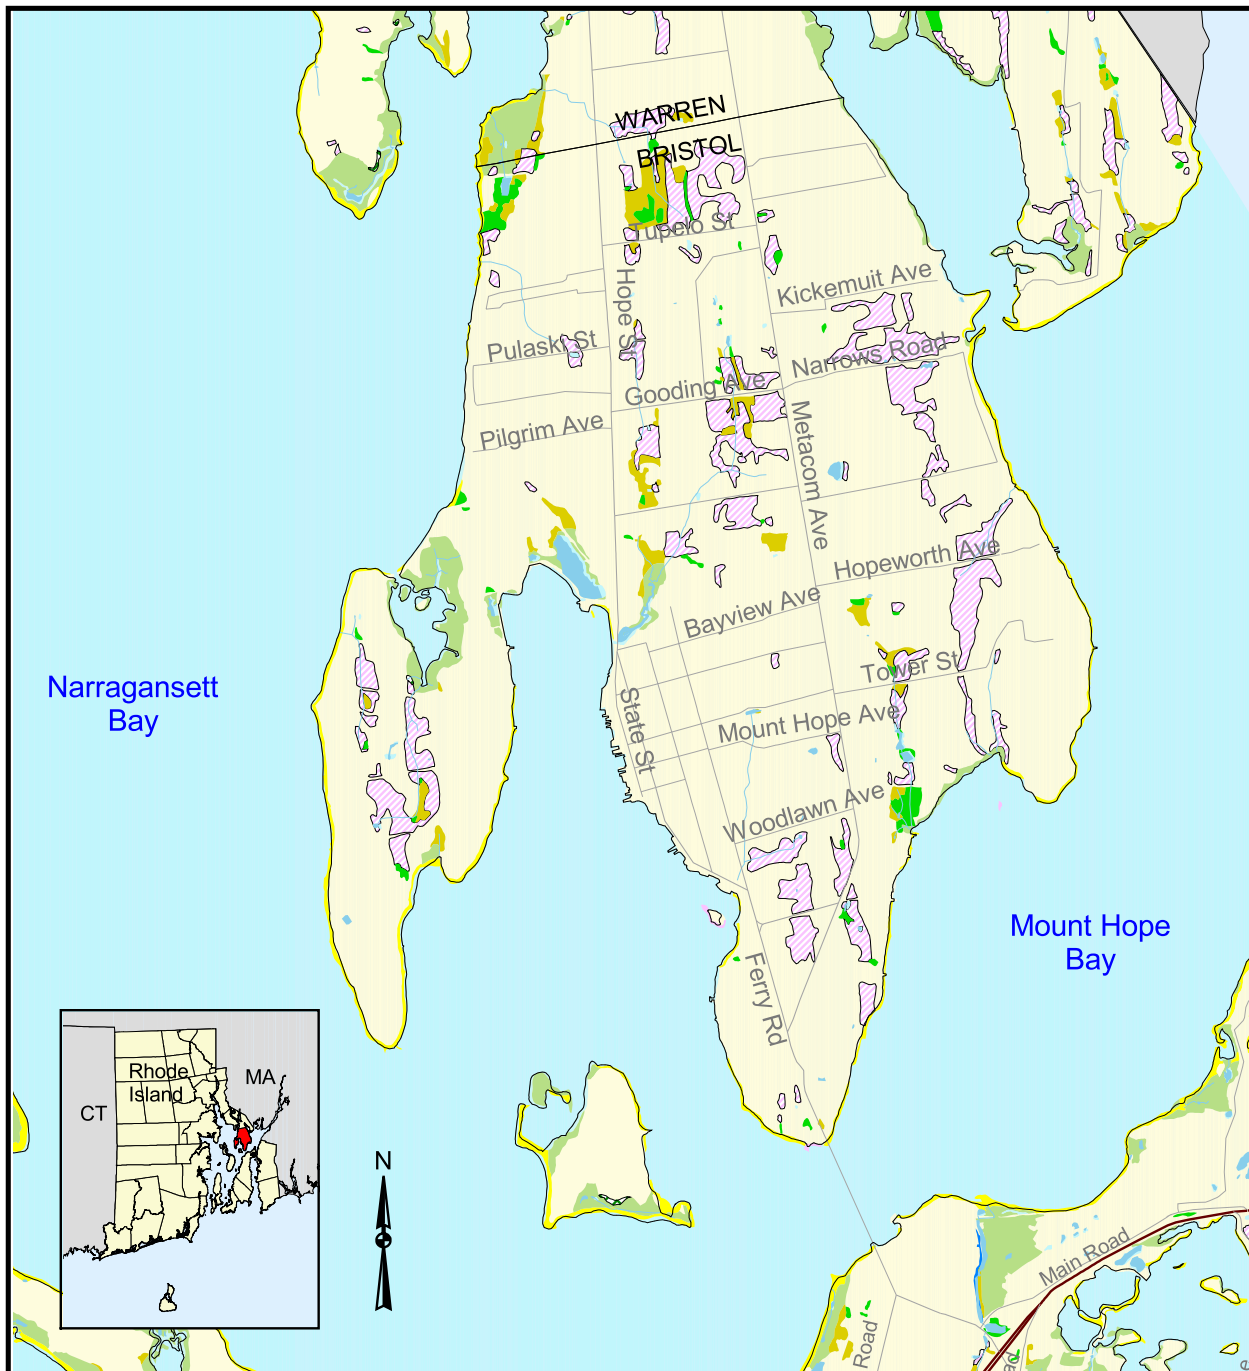 WARREN
BRISTOL
Tupelo St
Hope St
Kickemuit Ave
Pulaski St
Narrows Road
Gooding Ave
Pilgrim Ave
Metacom Ave
Hopeworth Ave
Bayview Ave
Tower St
Narragansett
Bay
State St
Mount Hope Ave
Woodlawn Ave
Mount Hope
Bay
Ferry Rd
Rhode
Island
MA
CT
N
Main Road
Road